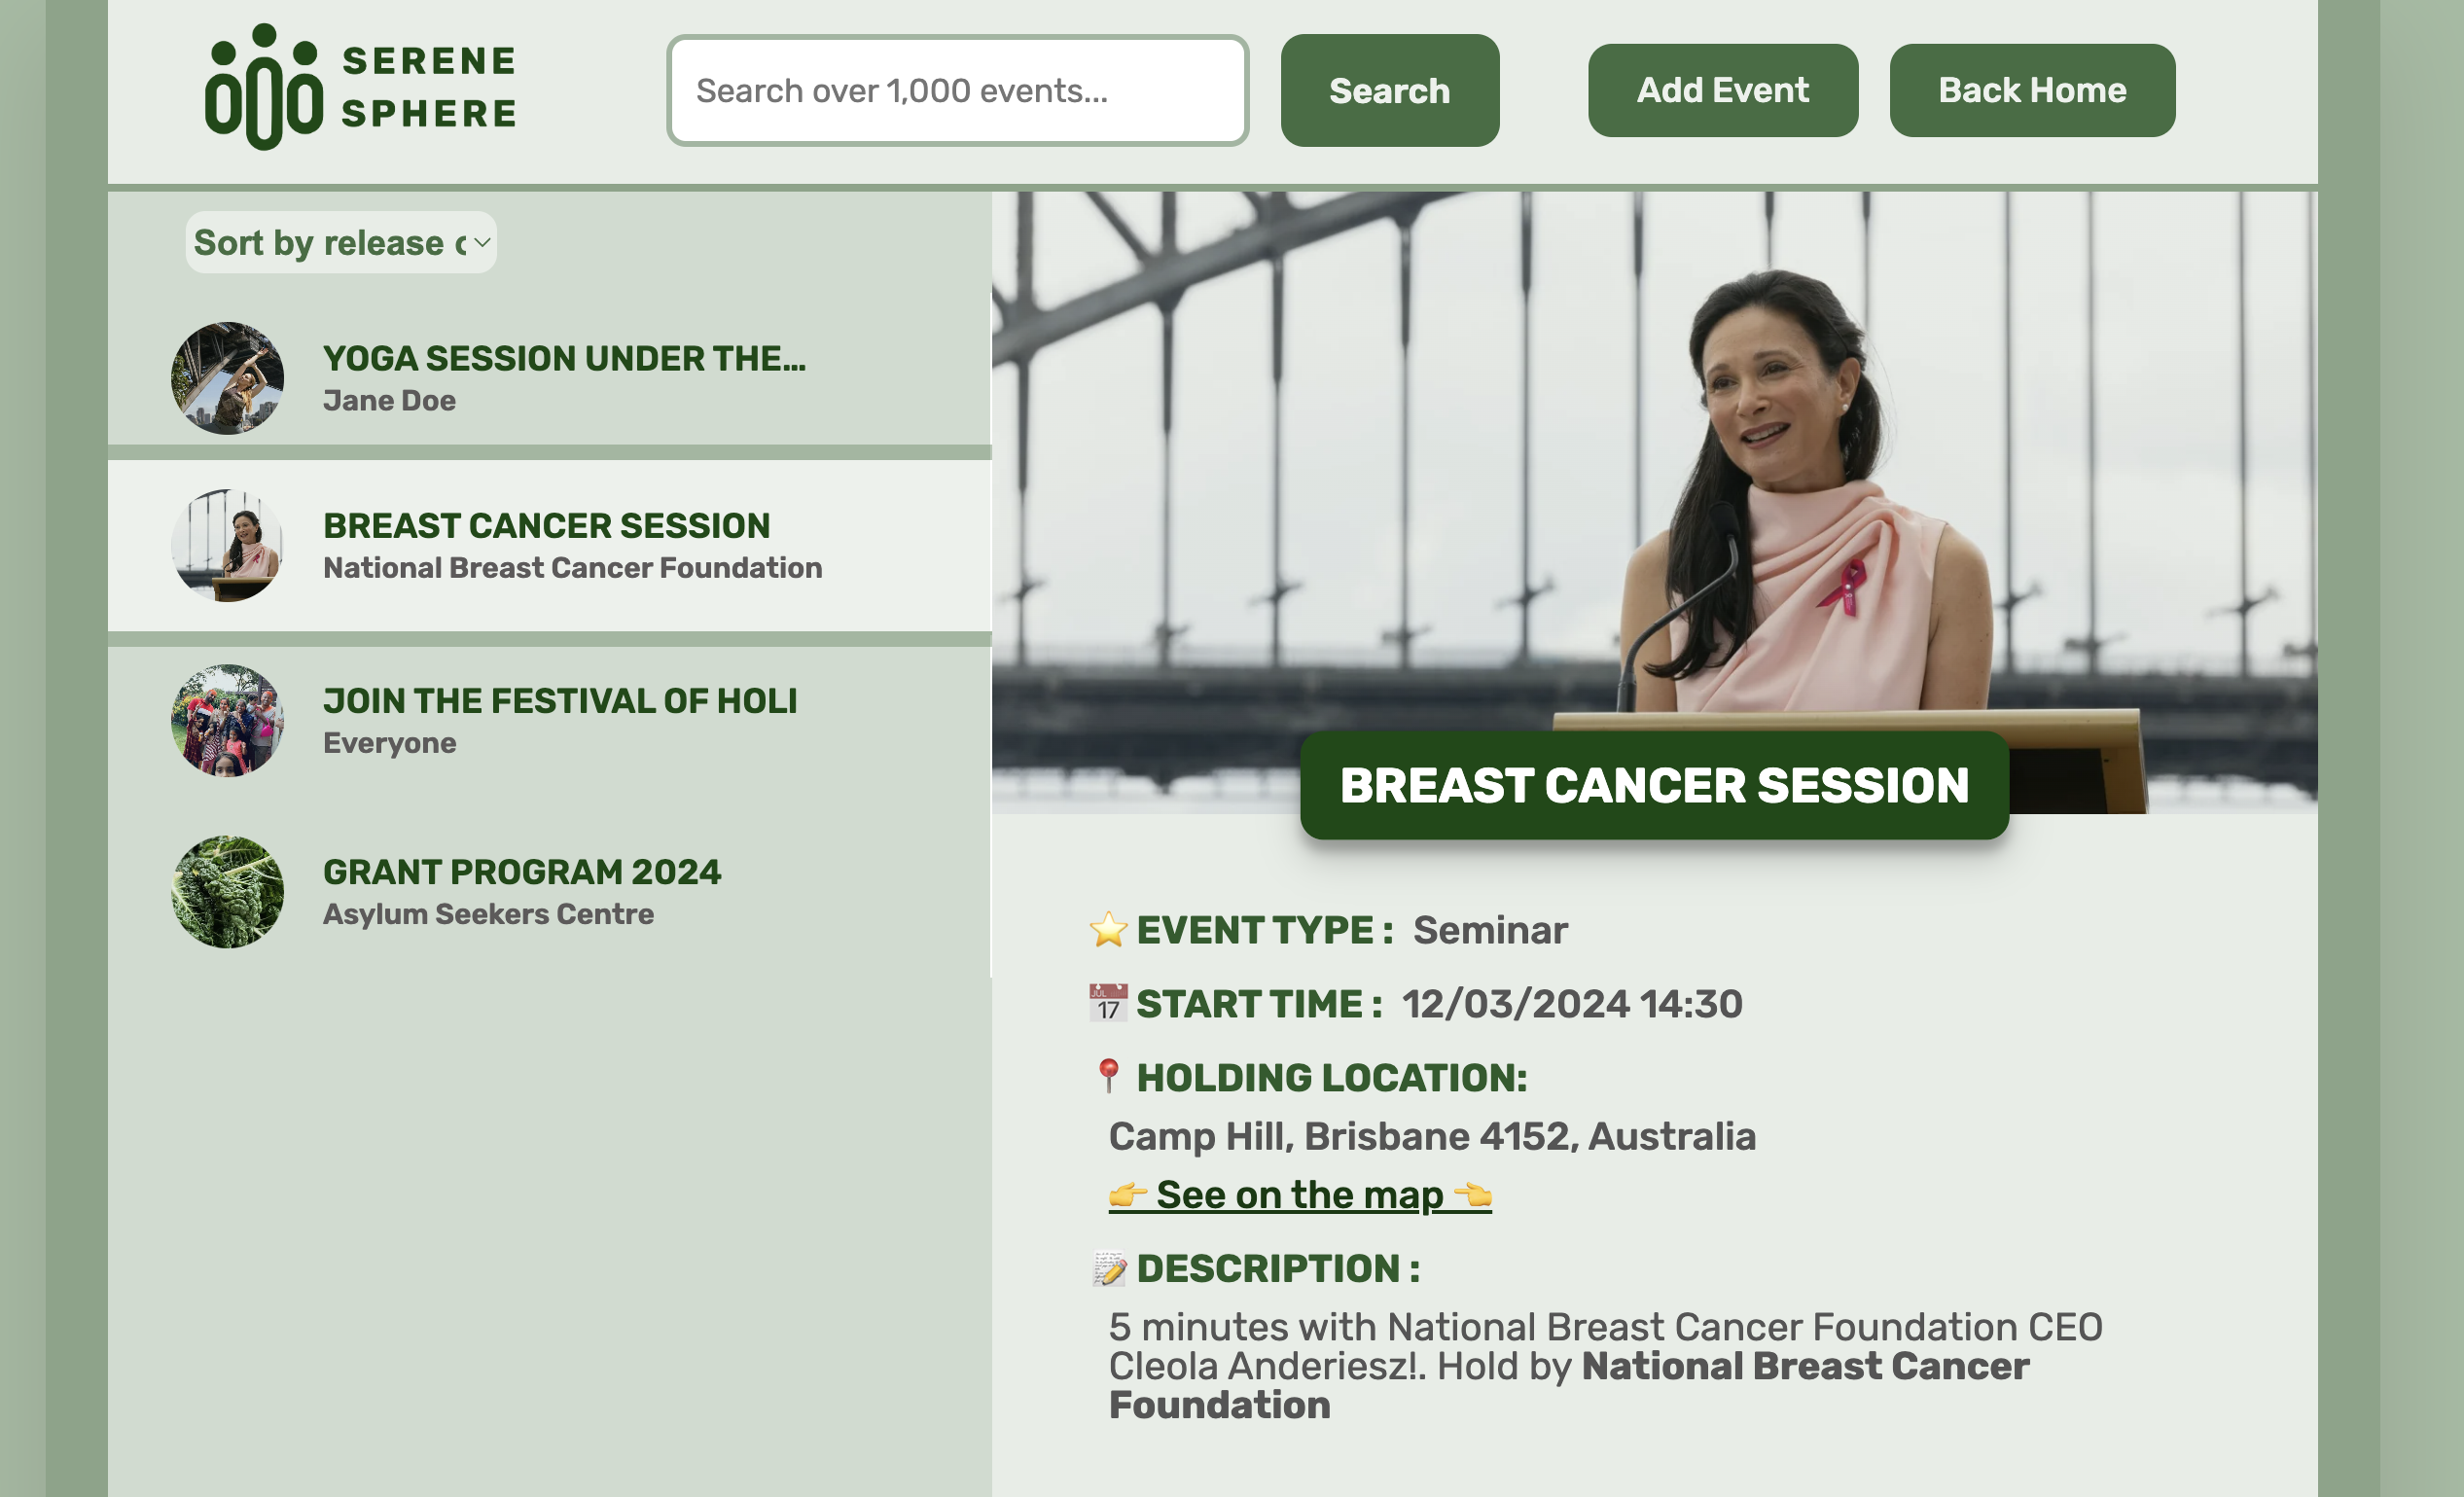 SERENE
SPHERE
Search over 1,000 events...
Search
Add Event
Back Home
Sort by release
YOGA SESSION UNDER THE...
Jane Doe
BREAST CANCER SESSION
National Breast Cancer Foundation
JOIN THE FESTIVAL OF HOLI
Everyone
GRANT PROGRAM 2024
Asylum Seekers Centre
BREAST CANCER SESSION
⭐ EVENT TYPE : Seminar
📅 START TIME : 12/03/2024 14:30
📍 HOLDING LOCATION:
Camp Hill, Brisbane 4152, Australia
👉 See on the map 👈
📝 DESCRIPTION :
5 minutes with National Breast Cancer Foundation CEO
Cleola Anderiesz!. Hold by National Breast Cancer
Foundation